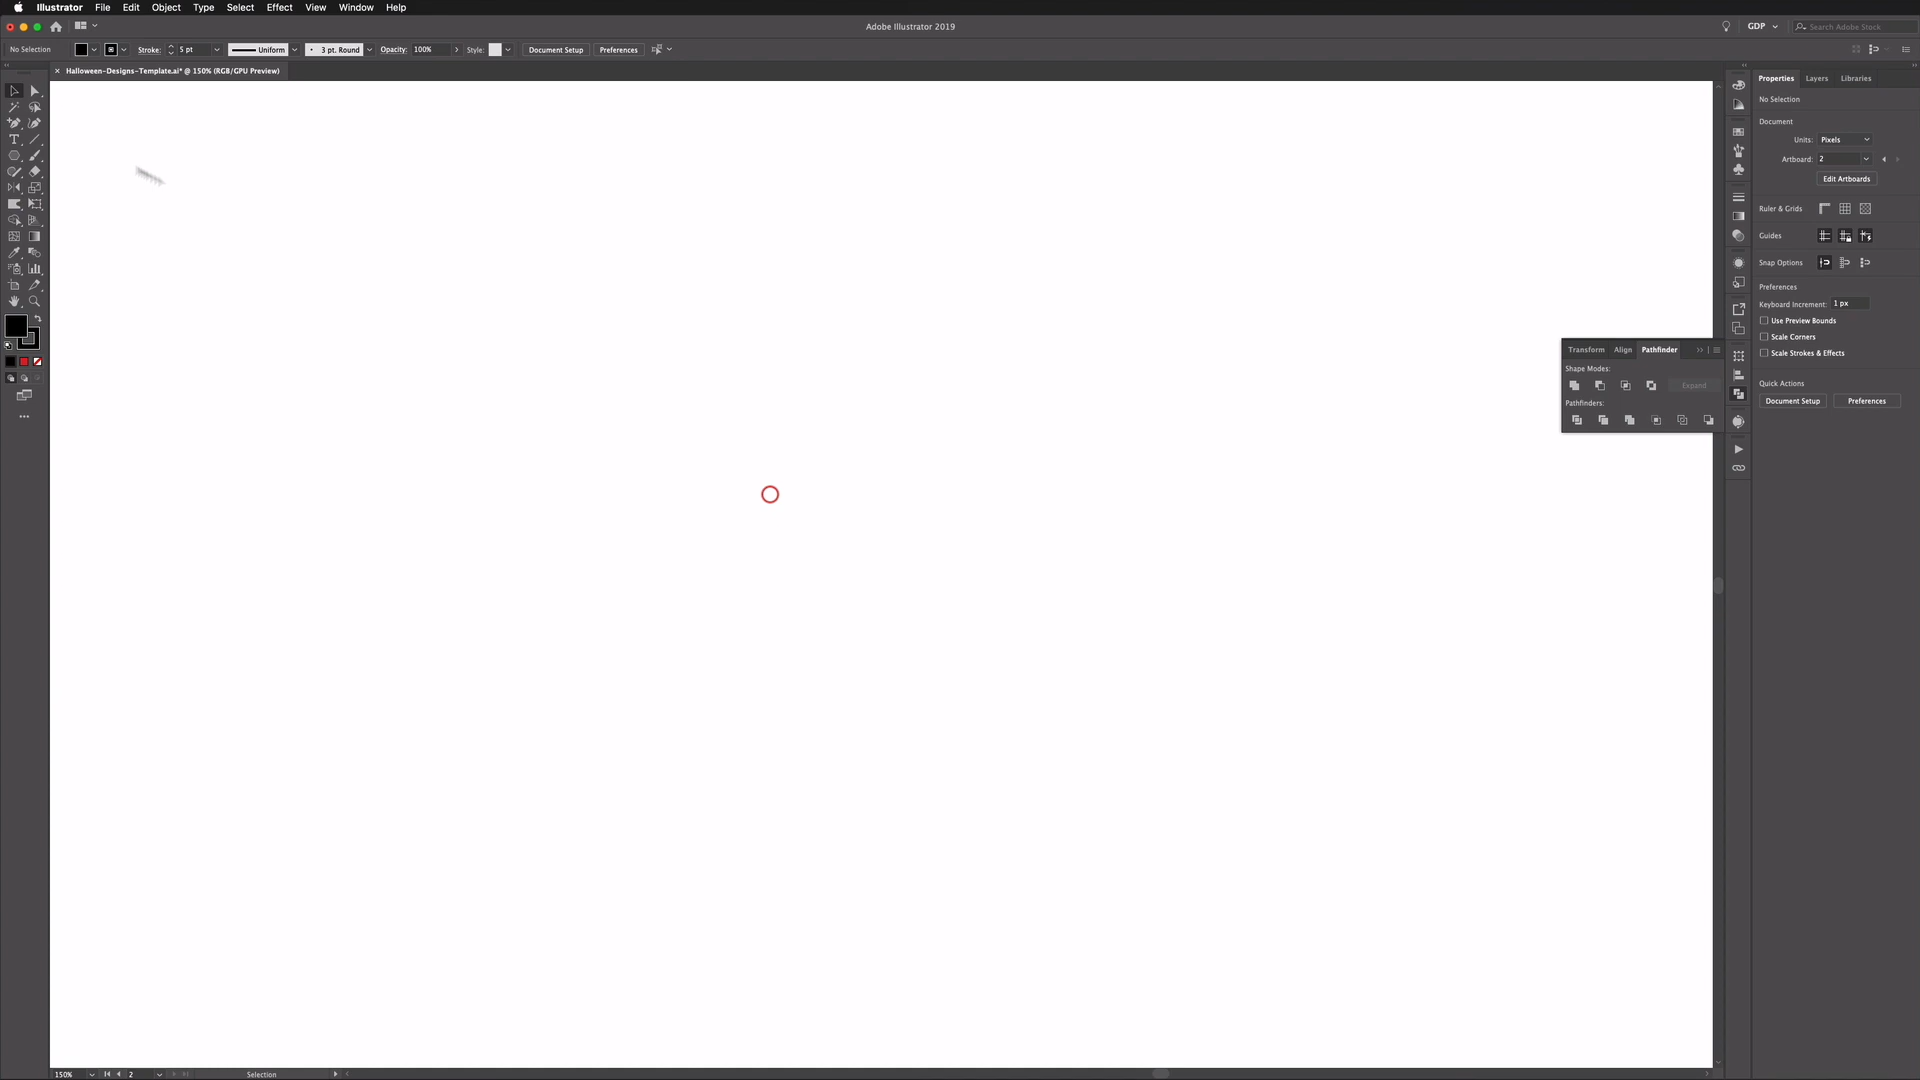 Illustrator File Edit Object Type Select Effect View Window Help
Adobe Illustrator 2019
GDP
Search Adobe Stock
No Selection Stroke: 5 pt Uniform 3 pt. Round Opacity: 100% Style: Document Setup Preferences
Halloween-Designs-Template.ai* @ 150% (RGB/GPU Preview)
Properties Layers Libraries
No Selection
Document
Units: Pixels
Artboard: 2
Edit Artboards
Ruler & Grids
Guides
Snap Options
Preferences
Keyboard Increment: 1 px
Use Preview Bounds
Scale Corners
Scale Strokes & Effects
Quick Actions
Document Setup Preferences
Transform Align Pathfinder
Shape Modes:
Expand
Pathfinders:
150% 2 Selection